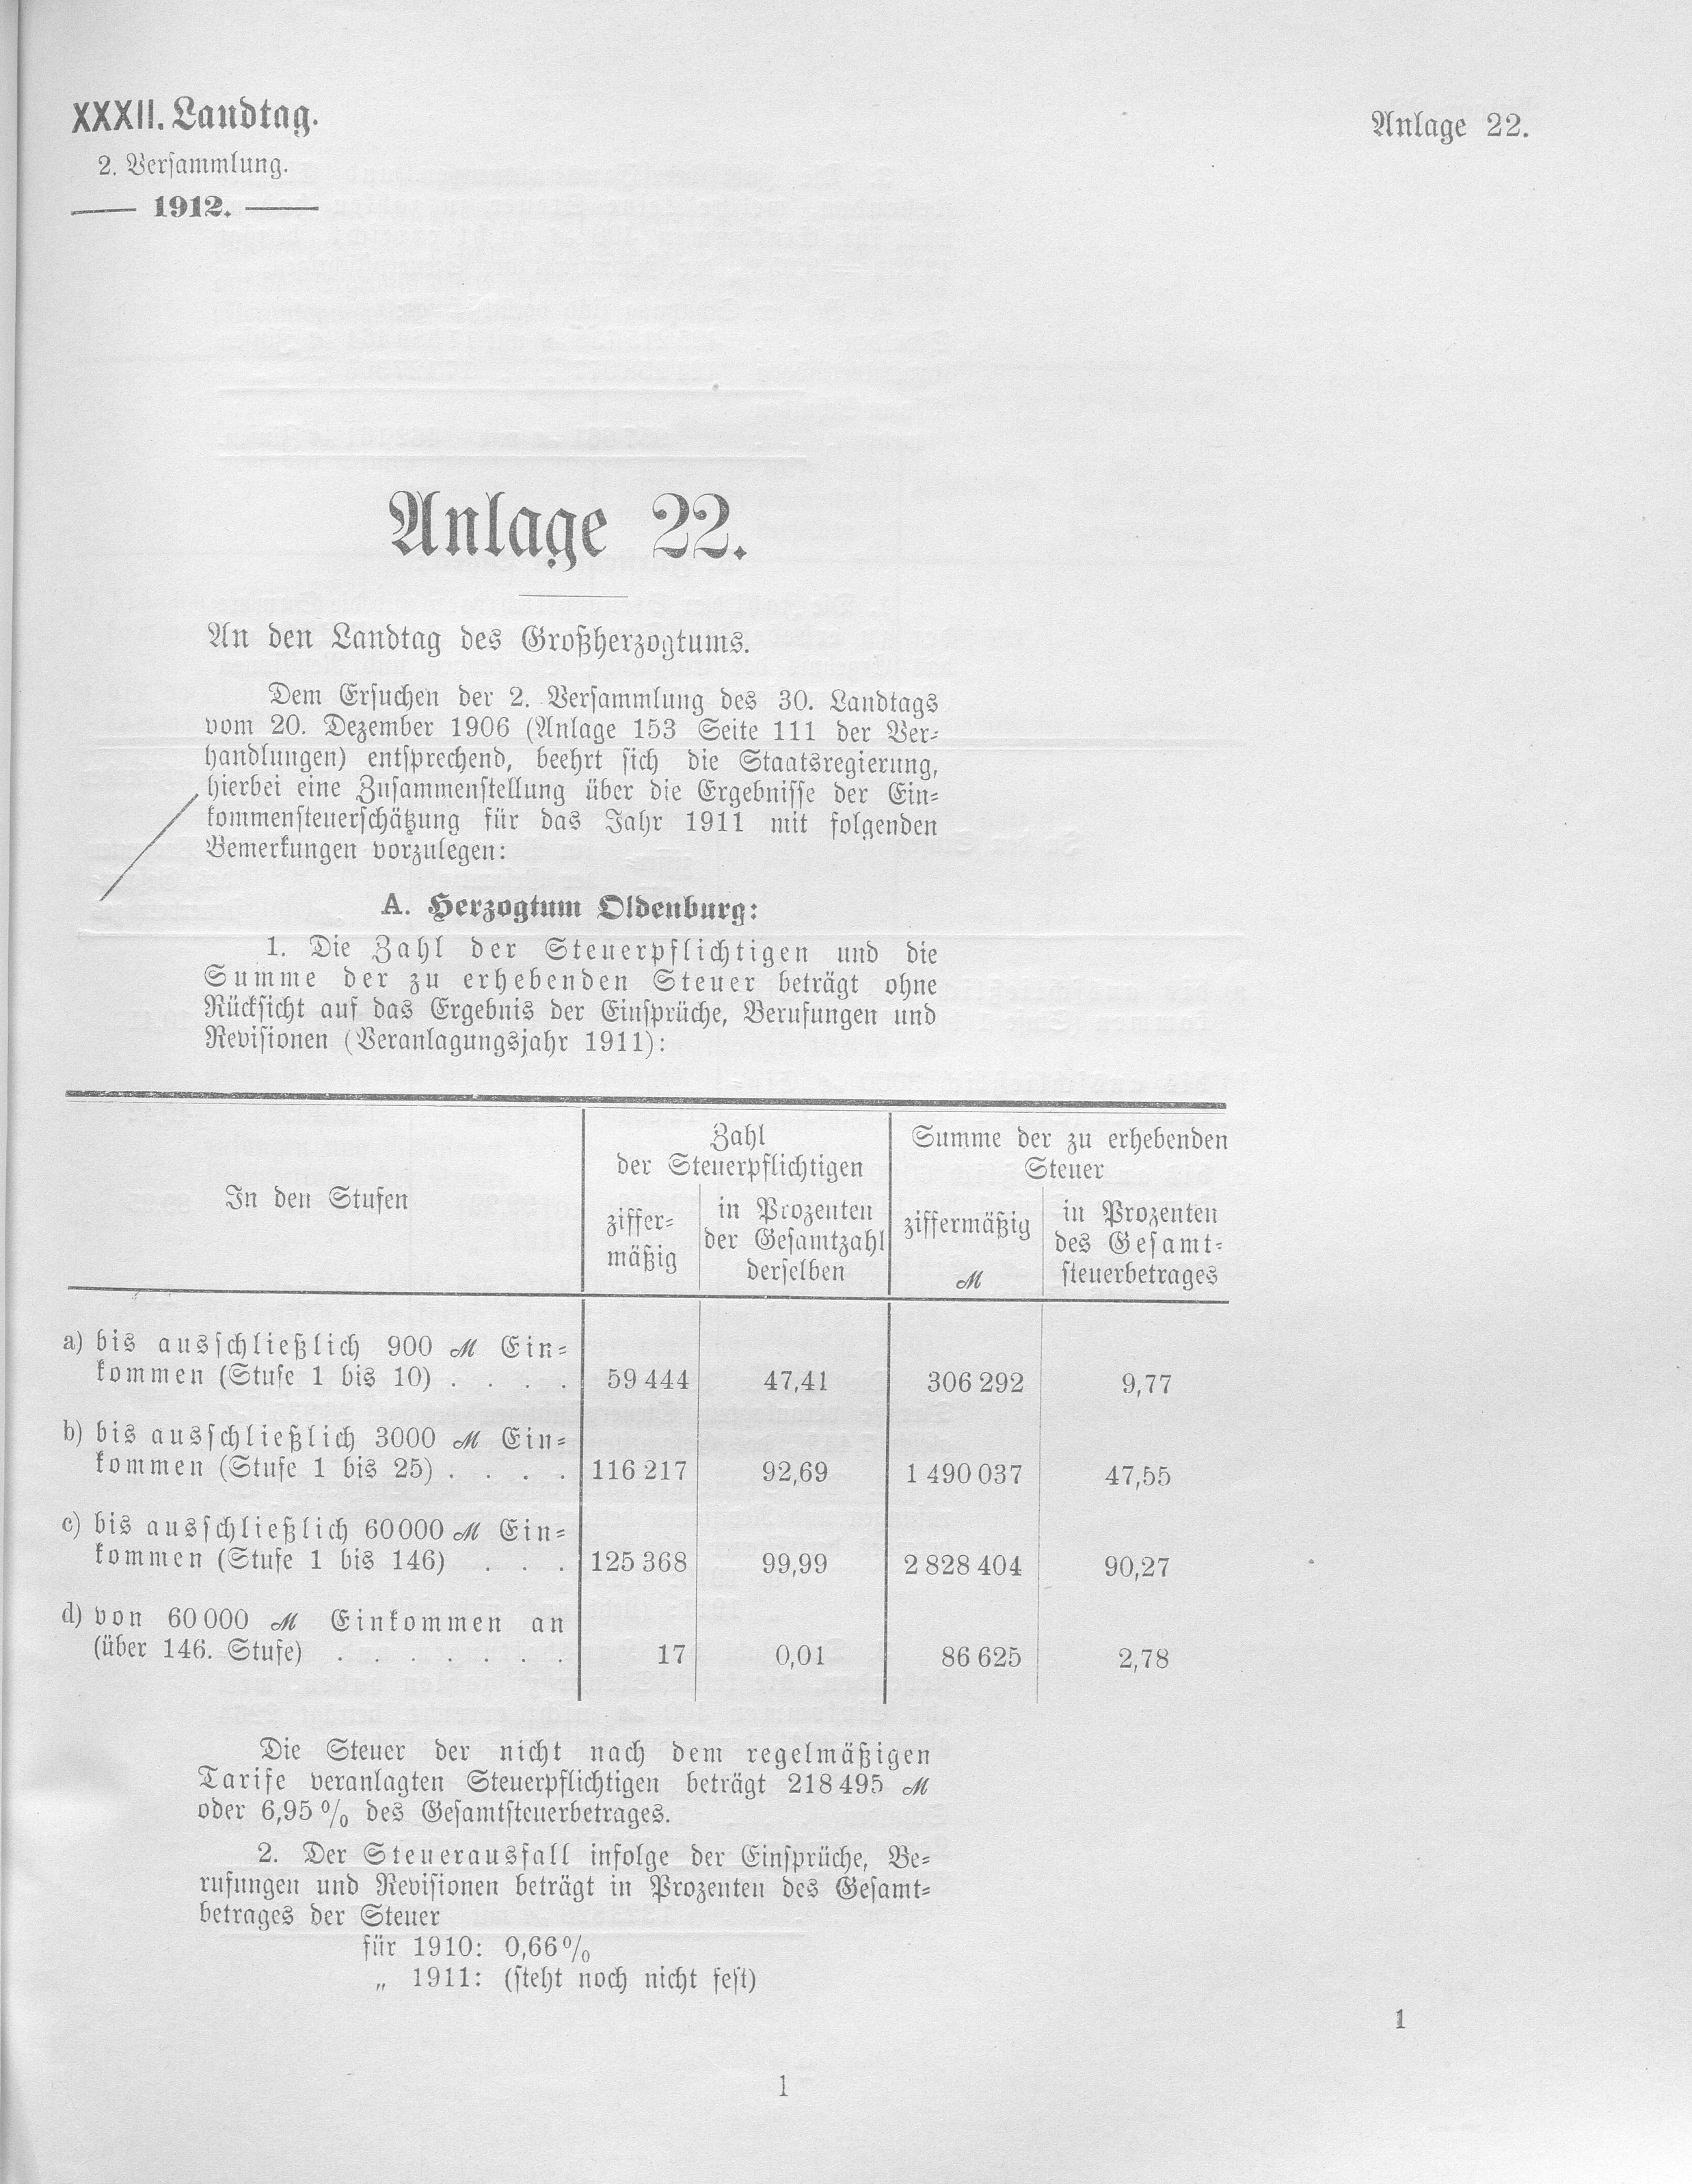 XXXII. Landtag.
2. Versammlung.
1912.
Anlage 22.
Anlage 22.
An den Landtag des Großherzogtums.
Dem Ersuchen der 2. Versammlung des 30. Landtags
vom 20. Dezember 1906 (Anlage 153 Seite 111 der Ver-
handlungen) entsprechend, beehrt sich die Staatsregierung,
hierbei eine Zusammenstellung über die Ergebnisse der Ein-
kommensteuerschätzung für das Jahr 1911 mit folgenden
Bemerkungen vorzulegen:
A. Herzogtum Oldenburg:
1. Die Zahl der Steuerpflichtigen und die
Summe der zu erhebenden Steuer beträgt ohne
Rücksicht auf das Ergebnis der Einsprüche, Berufungen und
Revisionen (Veranlagungsjahr 1911):
In den Stufen
Zahl
der Steuerpflichtigen
ziffer-
mäßig
in Prozenten
der Gesamtzahl
derselben
Summe der zu erhebenden
Steuer
ziffermäßig
ℳ
in Prozenten
des Gesamt-
steuerbetrages
a) bis ausschließlich 900 ℳ Ein-
kommen (Stufe 1 bis 10) . . . . 59 444 47,41 306 292 9,77
b) bis ausschließlich 3000 ℳ Ein-
kommen (Stufe 1 bis 25) . . . . 116 217 92,69 1 490 037 47,55
c) bis ausschließlich 60000 ℳ Ein-
kommen (Stufe 1 bis 146) . . . 125 368 99,99 2 828 404 90,27
d) von 60000 ℳ Einkommen an
(über 146. Stufe) . . . . . . . 17 0,01 86 625 2,78
Die Steuer der nicht nach dem regelmäßigen
Tarife veranlagten Steuerpflichtigen beträgt 218 495 ℳ
oder 6,95 % des Gesamtsteuerbetrages.
2. Der Steuerausfall infolge der Einsprüche, Be-
rufungen und Revisionen beträgt in Prozenten des Gesamt-
betrages der Steuer
für 1910: 0,66 %
„ 1911: (steht noch nicht fest)
1
1